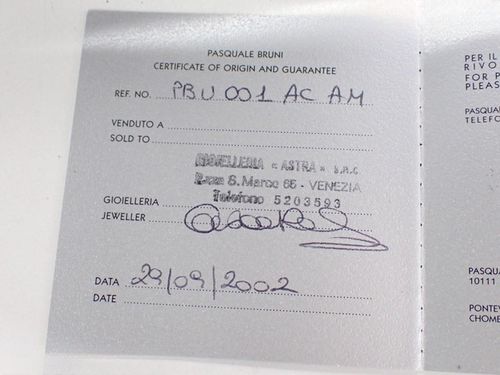 PASQUALE BRUNI
CERTIFICATE OF ORIGIN AND GUARANTEE
REF. NO. PBU001 AC AM
VENDUTO A
SOLD TO
GIOIELLERIA « ASTRA » S.N.C.
P.zza S. Marco 65 - VENEZIA
Telefono 5203593
GIOIELLERIA
JEWELLER
DATA 29/09/2002
DATE
PER IL
RIVO
FOR P
PLEAS
PASQUA
TELEFO
PASQU
10111
PONTEV
CHOME